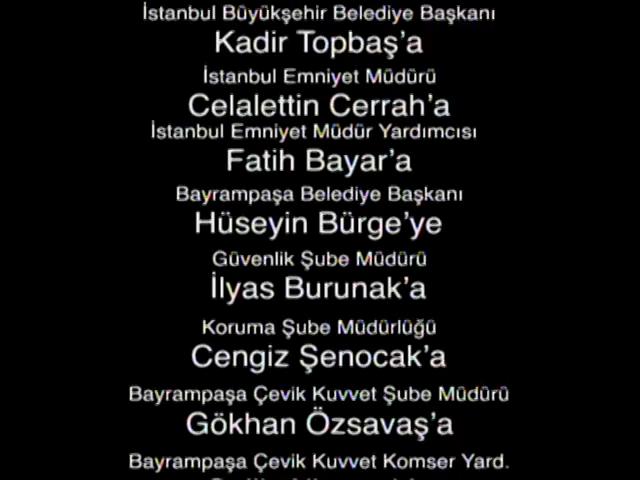 İstanbul Büyükşehir Belediye Başkanı
Kadir Topbaş'a
İstanbul Emniyet Müdürü
Celalettin Cerrah'a
İstanbul Emniyet Müdür Yardımcısı
Fatih Bayar'a
Bayrampaşa Belediye Başkanı
Hüseyin Bürge'ye
Güvenlik Şube Müdürü
İlyas Burunak'a
Koruma Şube Müdürlüğü
Cengiz Şenocak'a
Bayrampaşa Çevik Kuvvet Şube Müdürü
Gökhan Özsavaş'a
Bayrampaşa Çevik Kuvvet Komser Yard.